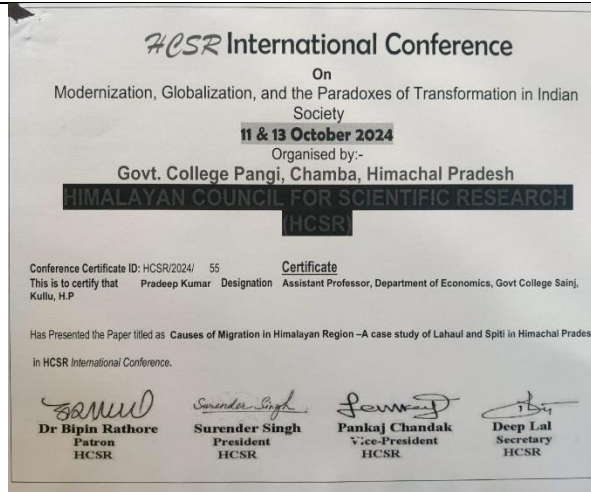 HCSR International Conference
On
Modernization, Globalization, and the Paradoxes of Transformation in Indian
Society
11 & 13 October 2024
Organised by:-
Govt. College Pangi, Chamba, Himachal Pradesh
HIMALAYAN COUNCIL FOR SCIENTIFIC RESEARCH
(HCSR)
Conference Certificate ID: HCSR/2024/ 55 Certificate
This is to certify that Pradeep Kumar Designation Assistant Professor, Department of Economics, Govt College Sainj,
Kullu, H.P
Has Presented the Paper titled as Causes of Migration in Himalayan Region –A case study of Lahaul and Spiti in Himachal Prades
in HCSR International Conference.
Surender Singh
Dr Bipin Rathore Surender Singh Pankaj Chandak Deep Lal
Patron President Vice-President Secretary
HCSR HCSR HCSR HCSR